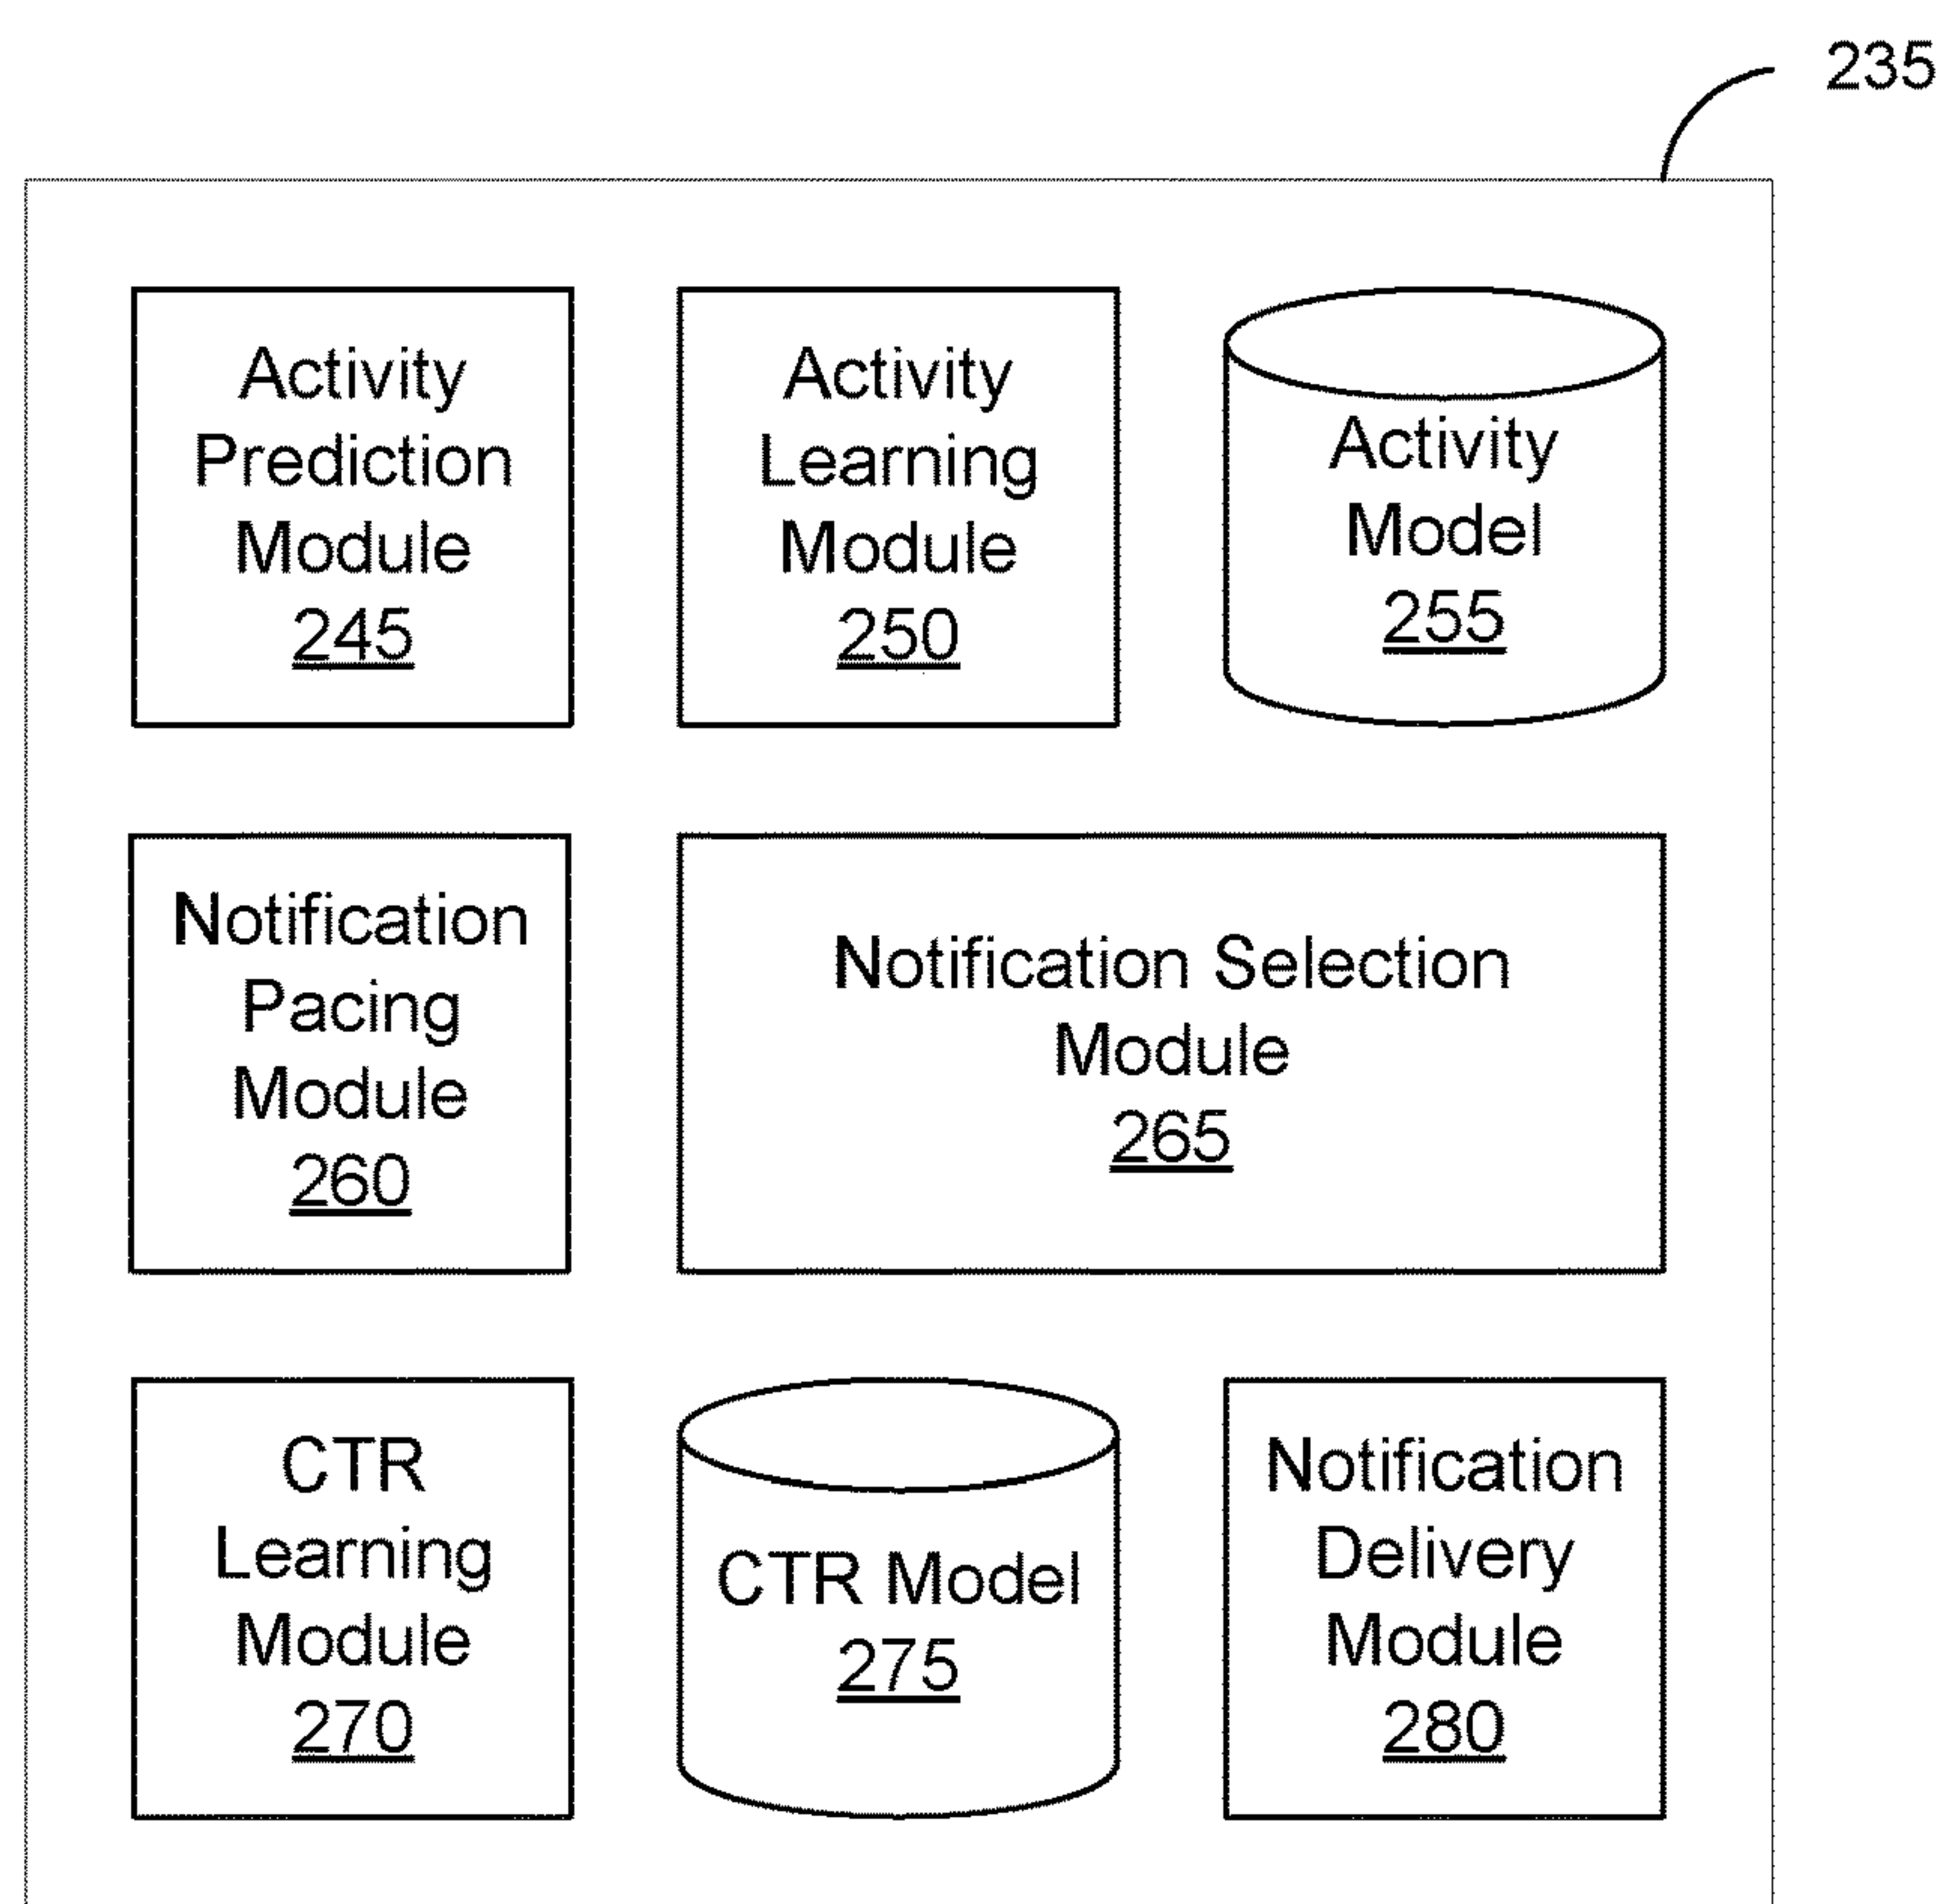 235
Activity
Prediction
Module
245
Activity
Learning
Module
250
Activity
Model
255
Notification
Pacing
Module
260
Notification Selection
Module
265
CTR
Learning
Module
270
CTR Model
275
Notification
Delivery
Module
280